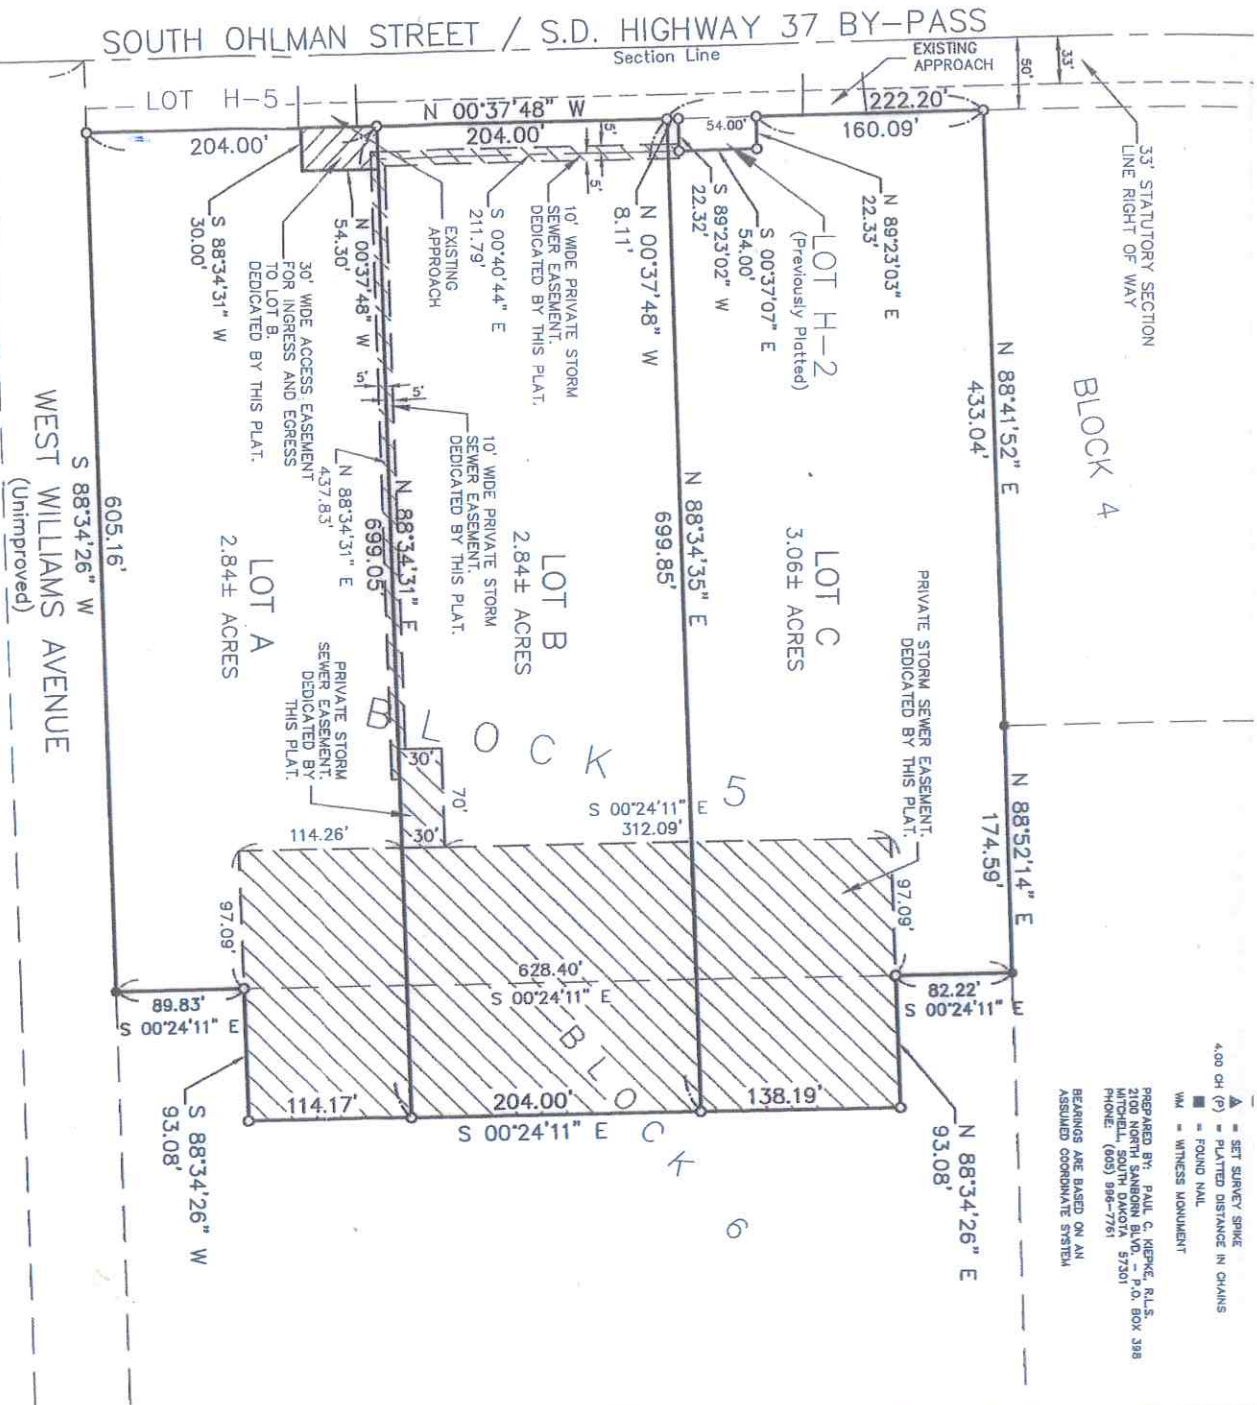 SOUTH OHLMAN STREET / S.D. HIGHWAY 37 BY-PASS
Section Line
EXISTING
APPROACH
50'
33'
33' STATUTORY SECTION
LINE RIGHT OF WAY
LOT H-5
N 00°37'48" W
204.00'
204.00'
5'
5'
54.00'
222.20'
160.09'
N 89°23'03" E
22.33'
LOT H-2
(Previously Platted)
S 00°37'07" E
54.00'
S 89°23'02" W
22.32'
N 00°37'48" W
8.11'
10' WIDE PRIVATE STORM
SEWER EASEMENT.
DEDICATED BY THIS PLAT.
S 00°40'44" E
211.79'
EXISTING
APPROACH
N 00°37'48" W
54.30'
30' WIDE ACCESS EASEMENT
FOR INGRESS AND EGRESS
TO LOT B.
DEDICATED BY THIS PLAT.
S 88°34'31" W
30.00'
N 88°41'52" E
433.04'
BLOCK 4
5'
5'
10' WIDE PRIVATE STORM
SEWER EASEMENT.
DEDICATED BY THIS PLAT.
N 88°34'31" E
437.83'
N 88°34'31" E
699.05'
N 88°34'35" E
699.85'
LOT C
3.06± ACRES
LOT B
2.84± ACRES
LOT A
2.84± ACRES
605.16'
S 88°34'26" W
WEST WILLIAMS AVENUE
(Unimproved)
PRIVATE STORM SEWER EASEMENT.
DEDICATED BY THIS PLAT.
PRIVATE STORM
SEWER EASEMENT.
DEDICATED BY
THIS PLAT.
BLOCK 5
30'
70'
30'
S 00°24'11" E
312.09'
114.26'
N 88°52'14" E
174.59'
97.09'
97.09'
628.40'
S 00°24'11" E
89.83'
S 00°24'11" E
82.22'
S 00°24'11" E
BLOCK 6
114.17'
204.00'
138.19'
S 00°24'11" E
S 88°34'26" W
93.08'
N 88°34'26" E
93.08'
= SET SURVEY SPIKE
4.00 CH (P) = PLATTED DISTANCE IN CHAINS
= FOUND NAIL
WM = WITNESS MONUMENT
PREPARED BY: PAUL C. KIEPKE, R.L.S.
2100 NORTH SANBORN BLVD. - P.O. BOX 398
MITCHELL, SOUTH DAKOTA 57301
PHONE: (605) 996-7761
BEARINGS ARE BASED ON AN
ASSUMED COORDINATE SYSTEM